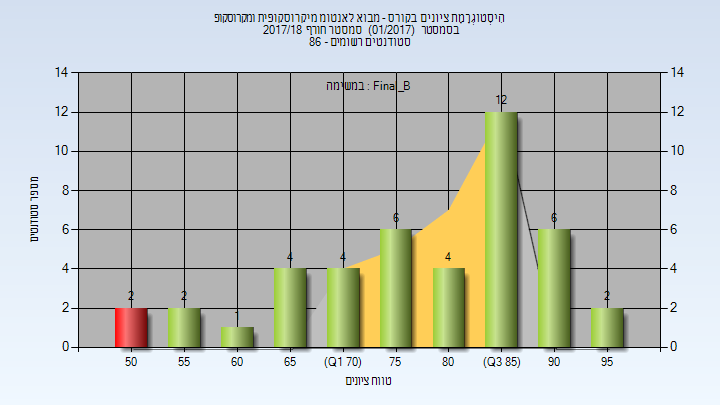 היסְטוגְרָמַת ציונים בקורס - מבוא לאנטומ מיקרוסקופית ומקרוסקופ
בסמסטר (01/2017) סמסטר חורף 2017/18
סטודנטים רשומים - 86
במשימה : Final_B
מספר סטודנטים
14 14
12 12
10 10
8 8
6 6
4 4
2 2
0 0
2 2 1 4 4 6 4 12 6 2
50 55 60 65 (Q1 70) 75 80 (Q3 85) 90 95
טווח ציונים